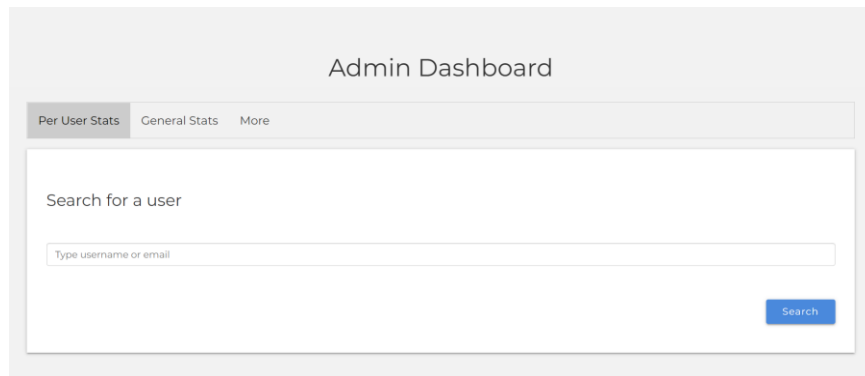 Admin Dashboard
Per User Stats General Stats More
Search for a user
Type username or email
Search